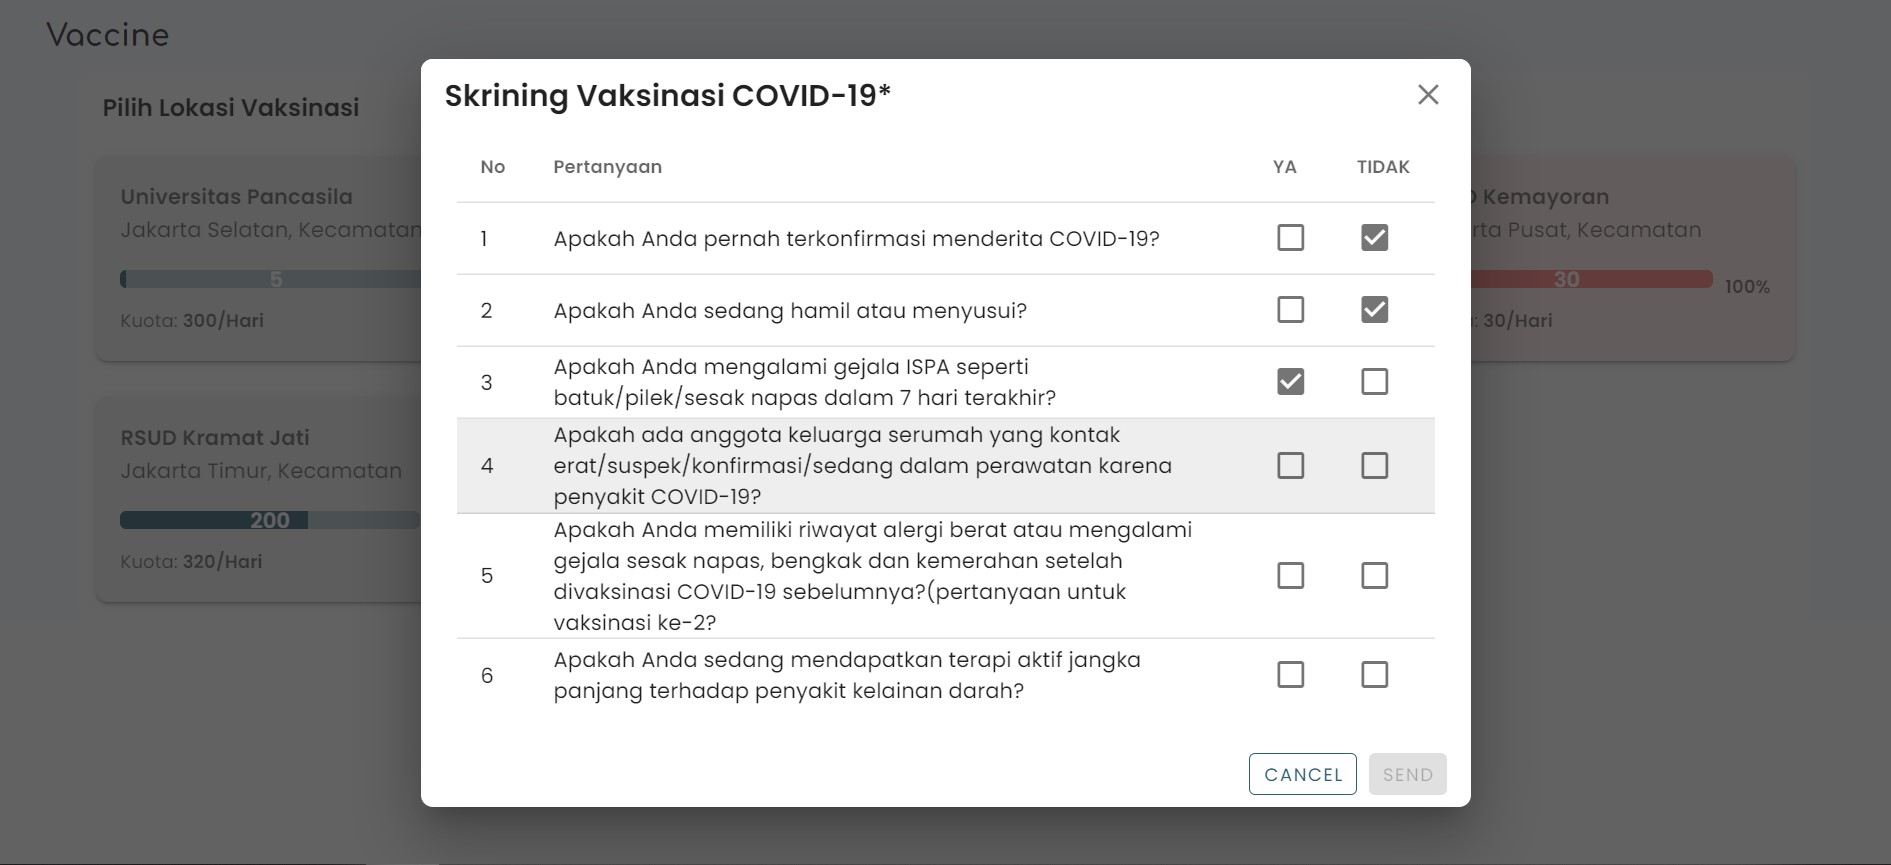 Vaccine
Pilih Lokasi Vaksinasi
Universitas Pancasila
Jakarta Selatan, Kecamatan
5
Kuota: 300/Hari
RSUD Kramat Jati
Jakarta Timur, Kecamatan
200
Kuota: 320/Hari
Skrining Vaksinasi COVID-19*
No Pertanyaan YA TIDAK
1 Apakah Anda pernah terkonfirmasi menderita COVID-19?
2 Apakah Anda sedang hamil atau menyusui?
3 Apakah Anda mengalami gejala ISPA seperti
batuk/pilek/sesak napas dalam 7 hari terakhir?
4 Apakah ada anggota keluarga serumah yang kontak
erat/suspek/konfirmasi/sedang dalam perawatan karena
penyakit COVID-19?
5 Apakah Anda memiliki riwayat alergi berat atau mengalami
gejala sesak napas, bengkak dan kemerahan setelah
divaksinasi COVID-19 sebelumnya?(pertanyaan untuk
vaksinasi ke-2?
6 Apakah Anda sedang mendapatkan terapi aktif jangka
panjang terhadap penyakit kelainan darah?
CANCEL SEND
Kemayoran
Pusat, Kecamatan
30
100%
30/Hari